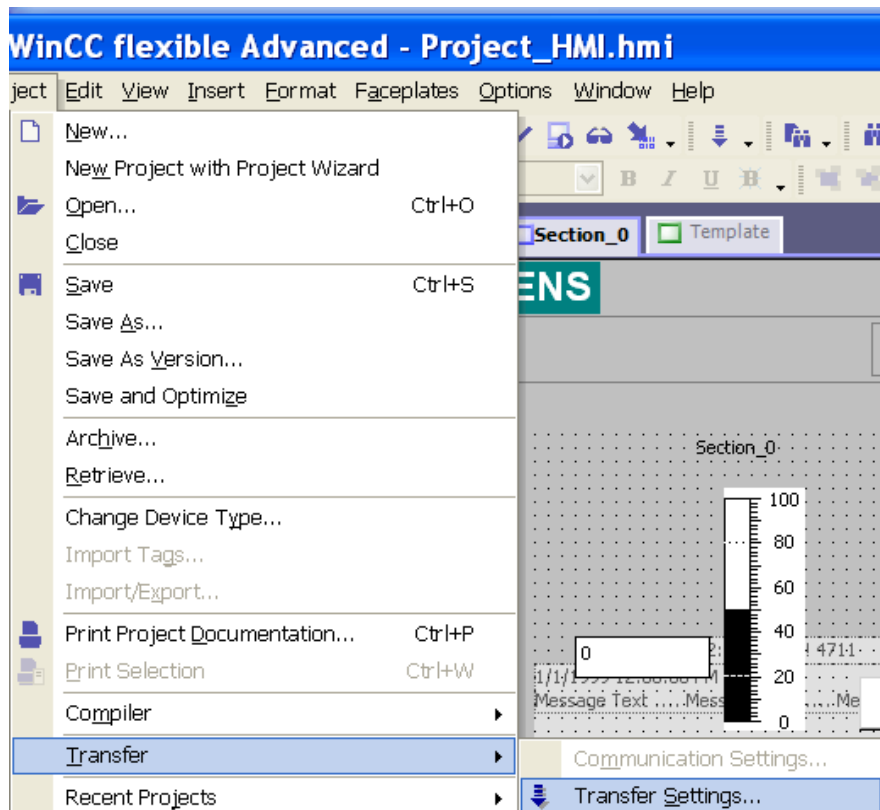 WinCC flexible Advanced - Project_HMI.hmi
ject Edit View Insert Format Faceplates Options Window Help
New...
New Project with Project Wizard
Open... Ctrl+O
Close
Save Ctrl+S
Save As...
Save As Version...
Save and Optimize
Archive...
Retrieve...
Change Device Type...
Import Tags...
Import/Export...
Print Project Documentation... Ctrl+P
Print Selection Ctrl+W
Compiler
Transfer
Recent Projects
Communication Settings...
Transfer Settings...
B I U
Section_0 Template
ENS
Section_0
100
80
60
40
20
0
0
4711
Message Text ..... Mess ....Me